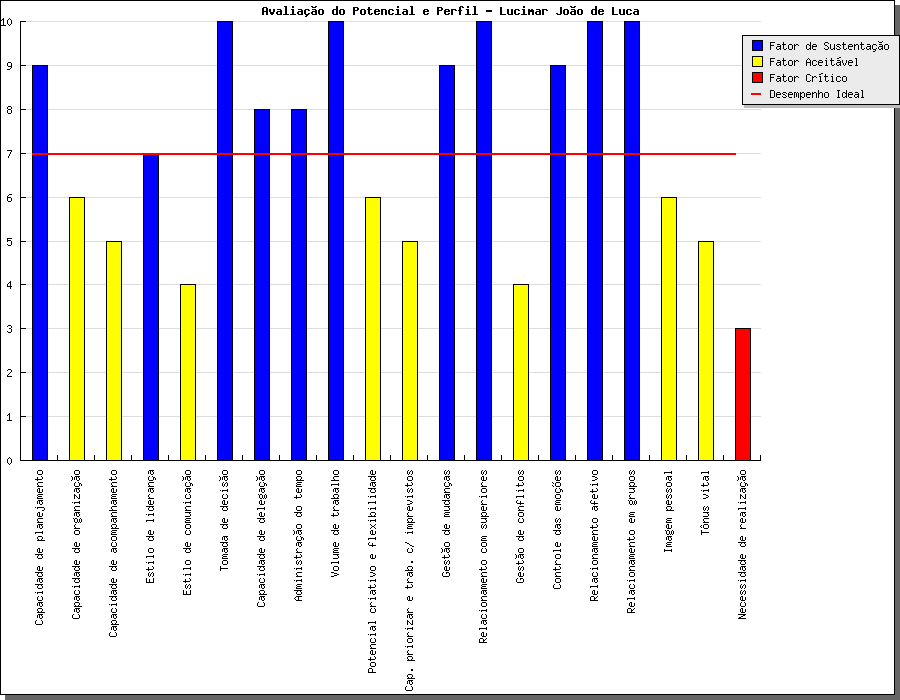 Avaliação do Potencial e Perfil - Lucimar João de Luca
Fator de Sustentação
Fator Aceitável
Fator Crítico
Desempenho Ideal
10
9
8
7
6
5
4
3
2
1
0
Capacidade de planejamento
Capacidade de organização
Capacidade de acompanhamento
Estilo de liderança
Estilo de comunicação
Tomada de decisão
Capacidade de delegação
Administração do tempo
Volume de trabalho
Potencial criativo e flexibilidade
Cap. priorizar e trab. c/ imprevistos
Gestão de mudanças
Relacionamento com superiores
Gestão de conflitos
Controle das emoções
Relacionamento afetivo
Relacionamento em grupos
Imagem pessoal
Tônus vital
Necessidade de realização